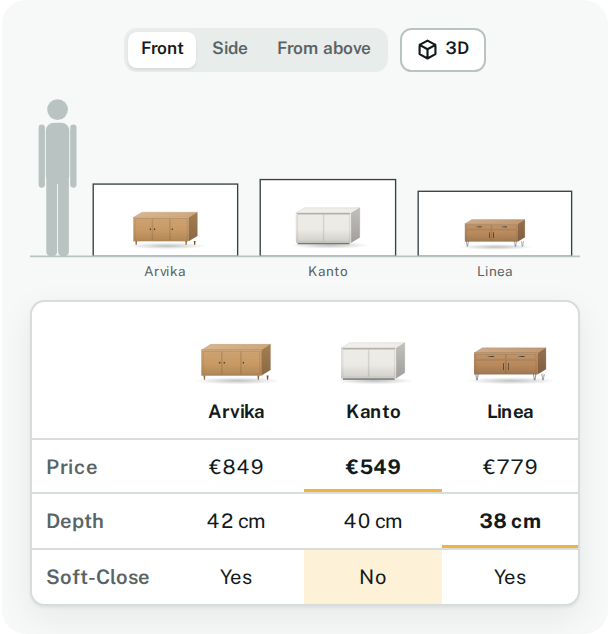 Front Side From above 3D
Arvika Kanto Linea
Arvika Kanto Linea
Price €849 €549 €779
Depth 42 cm 40 cm 38 cm
Soft-Close Yes No Yes